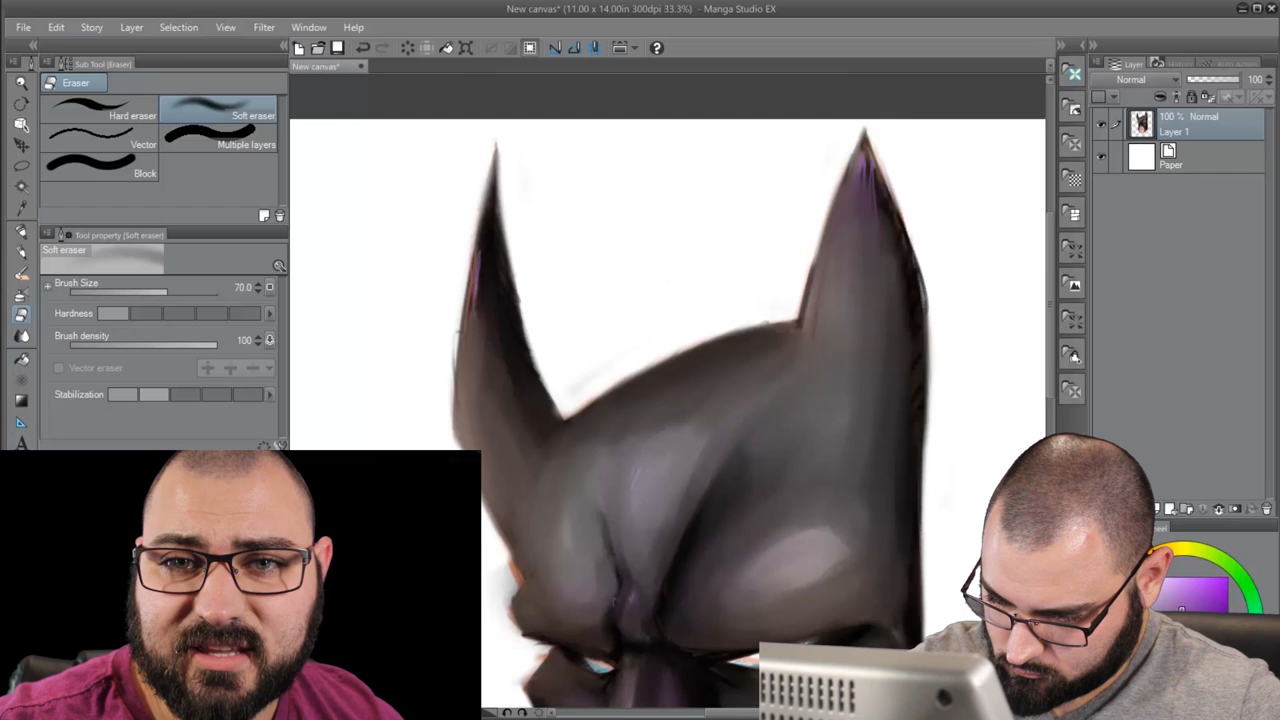 New canvas* (11.00 x 14.00in 300dpi 33.3%) - Manga Studio EX
File Edit Story Layer Selection View Filter Window Help
Sub Tool [Eraser]
Eraser
Hard eraser Soft eraser
Vector Multiple layers
Block
Tool property [Soft eraser]
Soft eraser
Brush Size 70.0
Hardness
Brush density 100
Vector eraser
Stabilization
New canvas*
Layer History Auto Action
Normal 100
100 % Normal
Layer 1
Paper